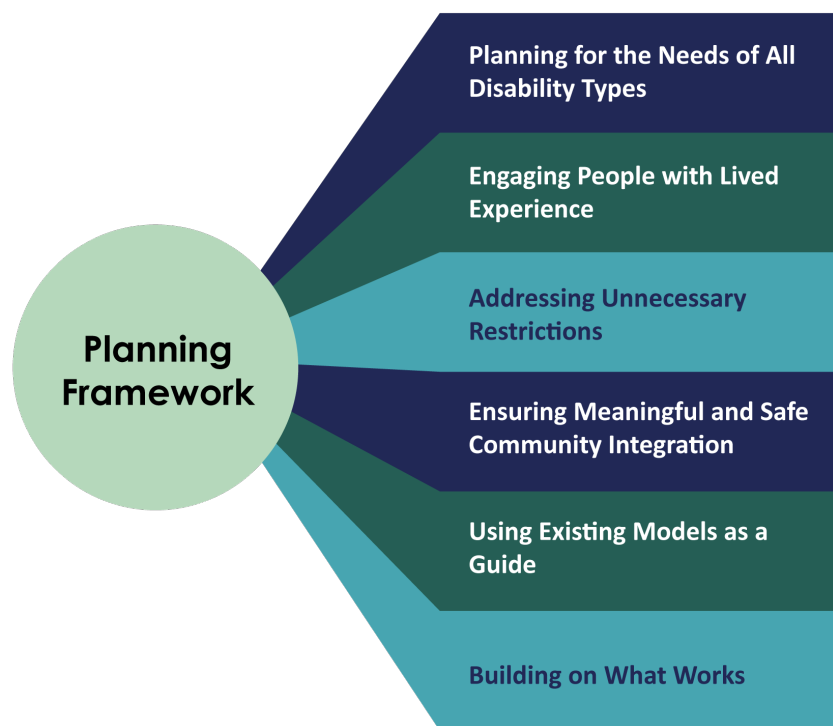 Planning for the Needs of All
Disability Types
Engaging People with Lived
Experience
Addressing Unnecessary
Restrictions
Planning
Framework
Ensuring Meaningful and Safe
Community Integration
Using Existing Models as a
Guide
Building on What Works